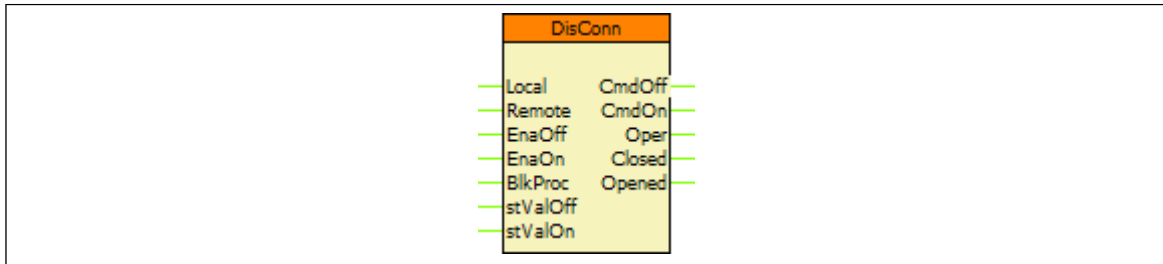 DisConn
Local CmdOff
Remote CmdOn
EnaOff Oper
EnaOn Closed
BlkProc Opened
stValOff
stValOn